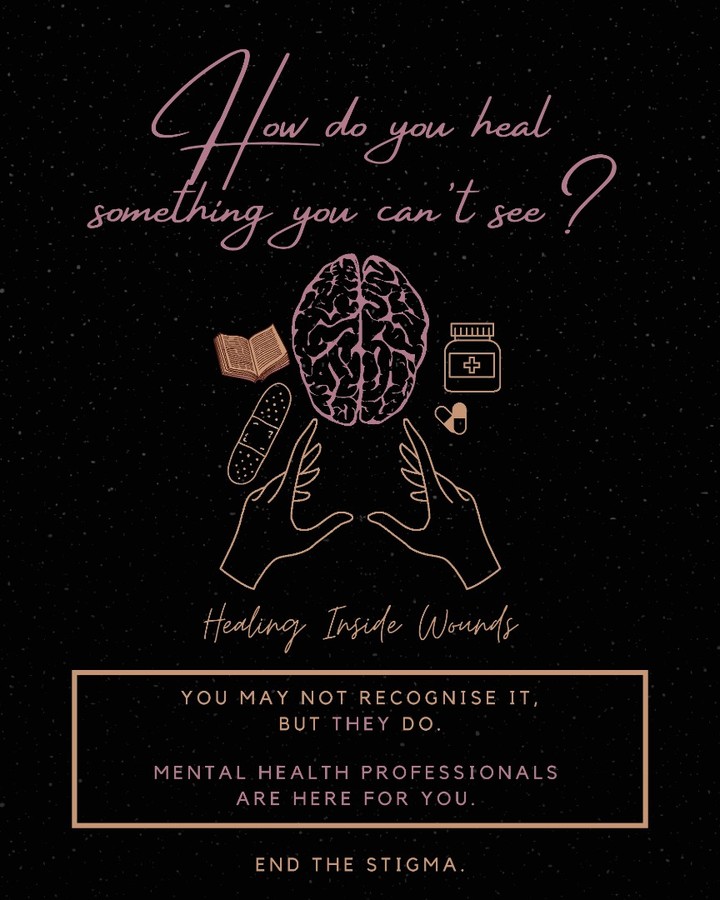 How do you heal
something you can't see?
Healing Inside Wounds
YOU MAY NOT RECOGNISE IT,
BUT THEY DO.
MENTAL HEALTH PROFESSIONALS
ARE HERE FOR YOU.
END THE STIGMA.